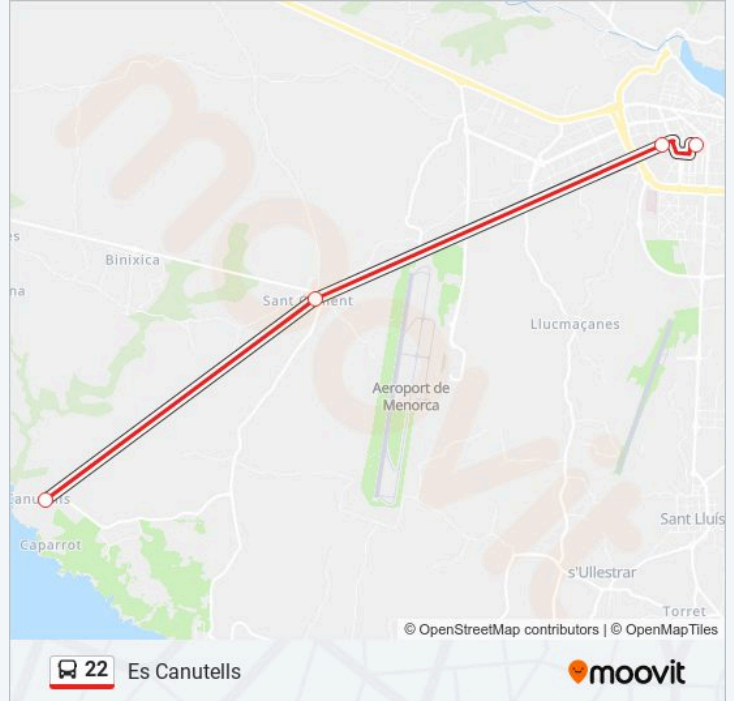 Binixica
Sant Climent
Llucmaçanes
Aeroport de
Menorca
Canutells
Caparrot
Sant Lluís
s'Ullestrar
Torret
© OpenStreetMap contributors | © OpenMapTiles
22 Es Canutells
moovit